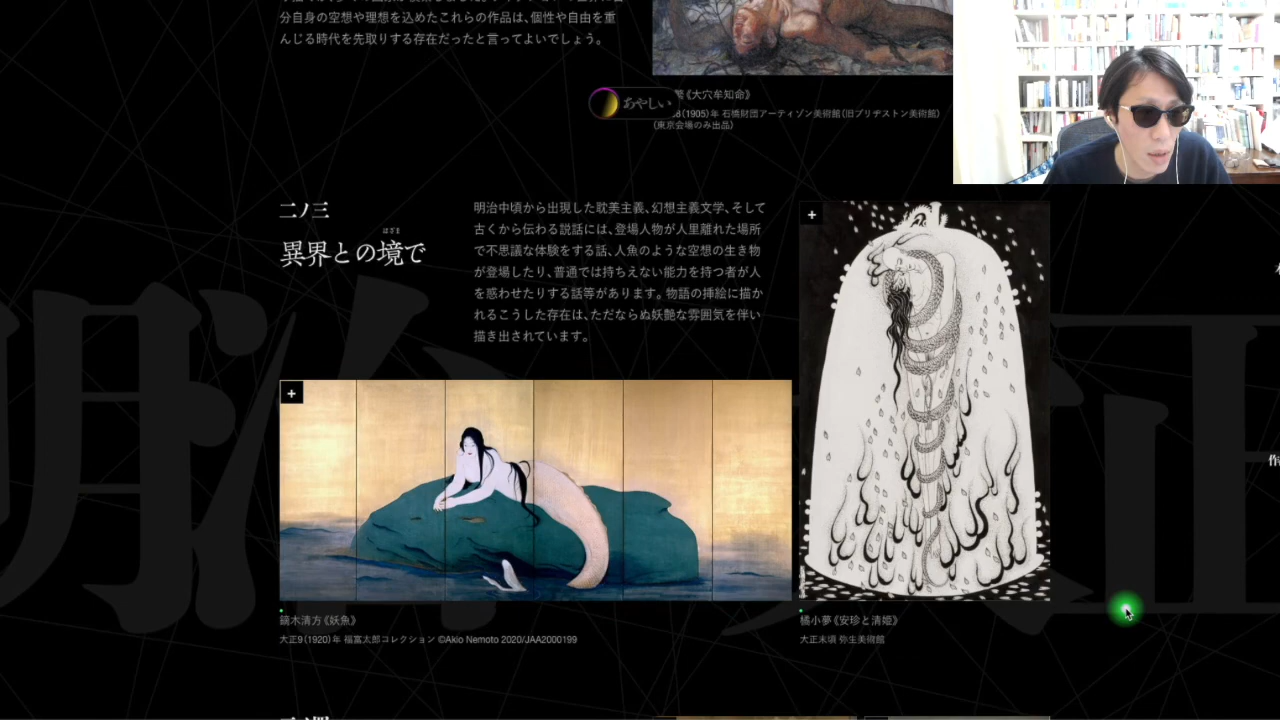 分自身の空想や理想を込めたこれらの作品は、個性や自由を重
んじる時代を先取りする存在だったと言ってよいでしょう。
あやしい
《大穴牟知命》
(1905)年 石橋財団アーティゾン美術館(旧ブリヂストン美術館)
(東京会場のみ出品)
二ノ三
はざま
異界との境で
明治中頃から出現した耽美主義、幻想主義文学、そして
古くから伝わる説話には、登場人物が人里離れた場所
で不思議な体験をする話、人魚のような空想の生き物
が登場したり、普通では持ちえない能力を持つ者が人
を惑わせたりする話等があります。物語の挿絵に描か
れるこうした存在は、ただならぬ妖艶な雰囲気を伴い
描き出されています。
明治
大正
鏑木清方《妖魚》
大正9(1920)年 福富太郎コレクション ©Akio Nemoto 2020/JAA2000199
橘小夢《安珍と清姫》
大正末頃 弥生美術館
作